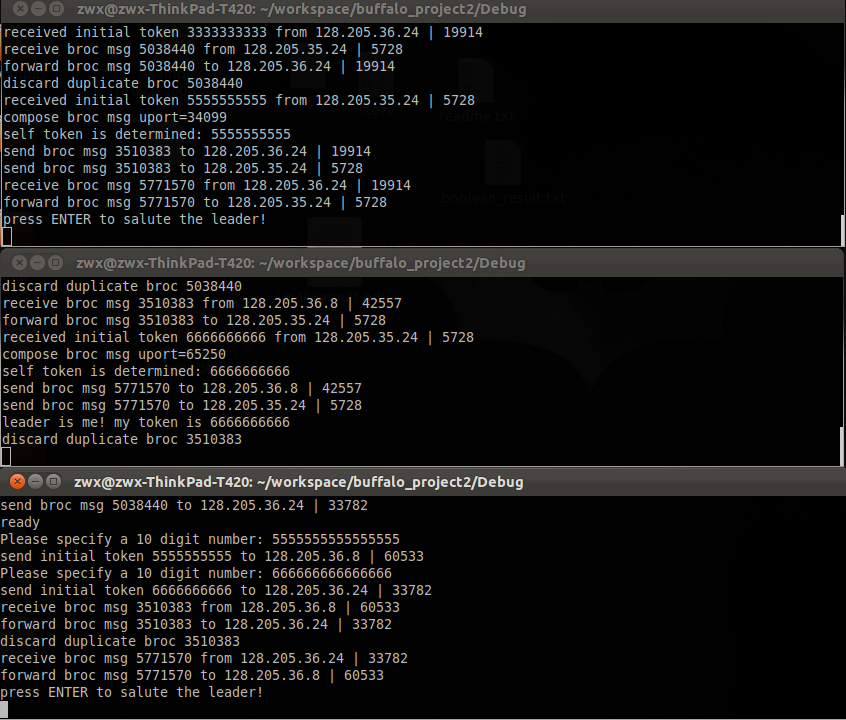 zwx@zwx-ThinkPad-T420: ~/workspace/buffalo_project2/Debug
received initial token 3333333333 from 128.205.36.24 | 19914
receive broc msg 5038440 from 128.205.35.24 | 5728
forward broc msg 5038440 to 128.205.36.24 | 19914
discard duplicate broc 5038440
received initial token 5555555555 from 128.205.35.24 | 5728
compose broc msg uport=34099
self token is determined: 5555555555
send broc msg 3510383 to 128.205.36.24 | 19914
send broc msg 3510383 to 128.205.35.24 | 5728
receive broc msg 5771570 from 128.205.36.24 | 19914
forward broc msg 5771570 to 128.205.35.24 | 5728
press ENTER to salute the leader!
readme.txt
boolean_result.txt
zwx@zwx-ThinkPad-T420: ~/workspace/buffalo_project2/Debug
discard duplicate broc 5038440
receive broc msg 3510383 from 128.205.36.8 | 42557
forward broc msg 3510383 to 128.205.35.24 | 5728
received initial token 6666666666 from 128.205.35.24 | 5728
compose broc msg uport=65250
self token is determined: 6666666666
send broc msg 5771570 to 128.205.36.8 | 42557
send broc msg 5771570 to 128.205.35.24 | 5728
leader is me! my token is 6666666666
discard duplicate broc 3510383
zwx@zwx-ThinkPad-T420: ~/workspace/buffalo_project2/Debug
send broc msg 5038440 to 128.205.36.24 | 33782
ready
Please specify a 10 digit number: 5555555555555555
send initial token 5555555555 to 128.205.36.8 | 60533
Please specify a 10 digit number: 666666666666666
send initial token 6666666666 to 128.205.36.24 | 33782
receive broc msg 3510383 from 128.205.36.8 | 60533
forward broc msg 3510383 to 128.205.36.24 | 33782
discard duplicate broc 3510383
receive broc msg 5771570 from 128.205.36.24 | 33782
forward broc msg 5771570 to 128.205.36.8 | 60533
press ENTER to salute the leader!